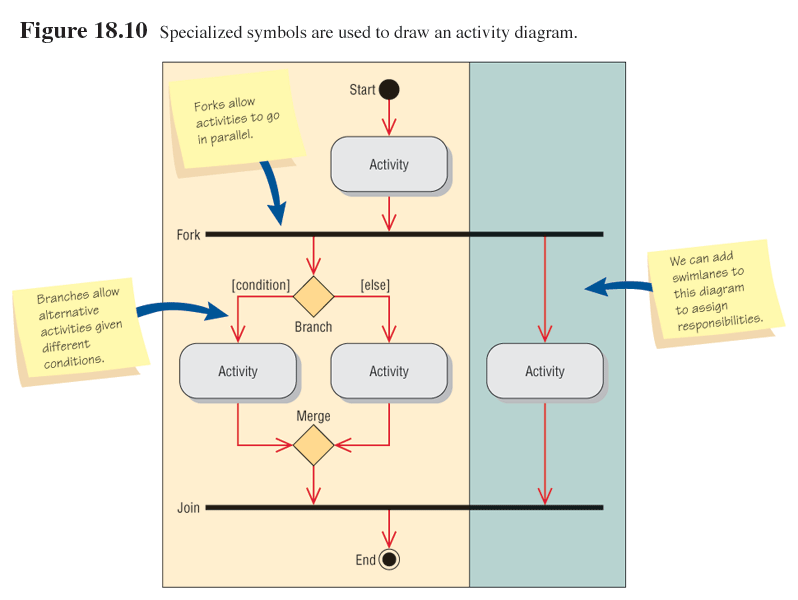 Figure 18.10 Specialized symbols are used to draw an activity diagram.
Start
Forks allow
activities to go
in parallel.
Activity
Fork
We can add
swimlanes to
this diagram
to assign
responsibilities.
[condition]
[else]
Branches allow
alternative
activities given
different
conditions.
Branch
Activity
Activity
Activity
Merge
Join
End